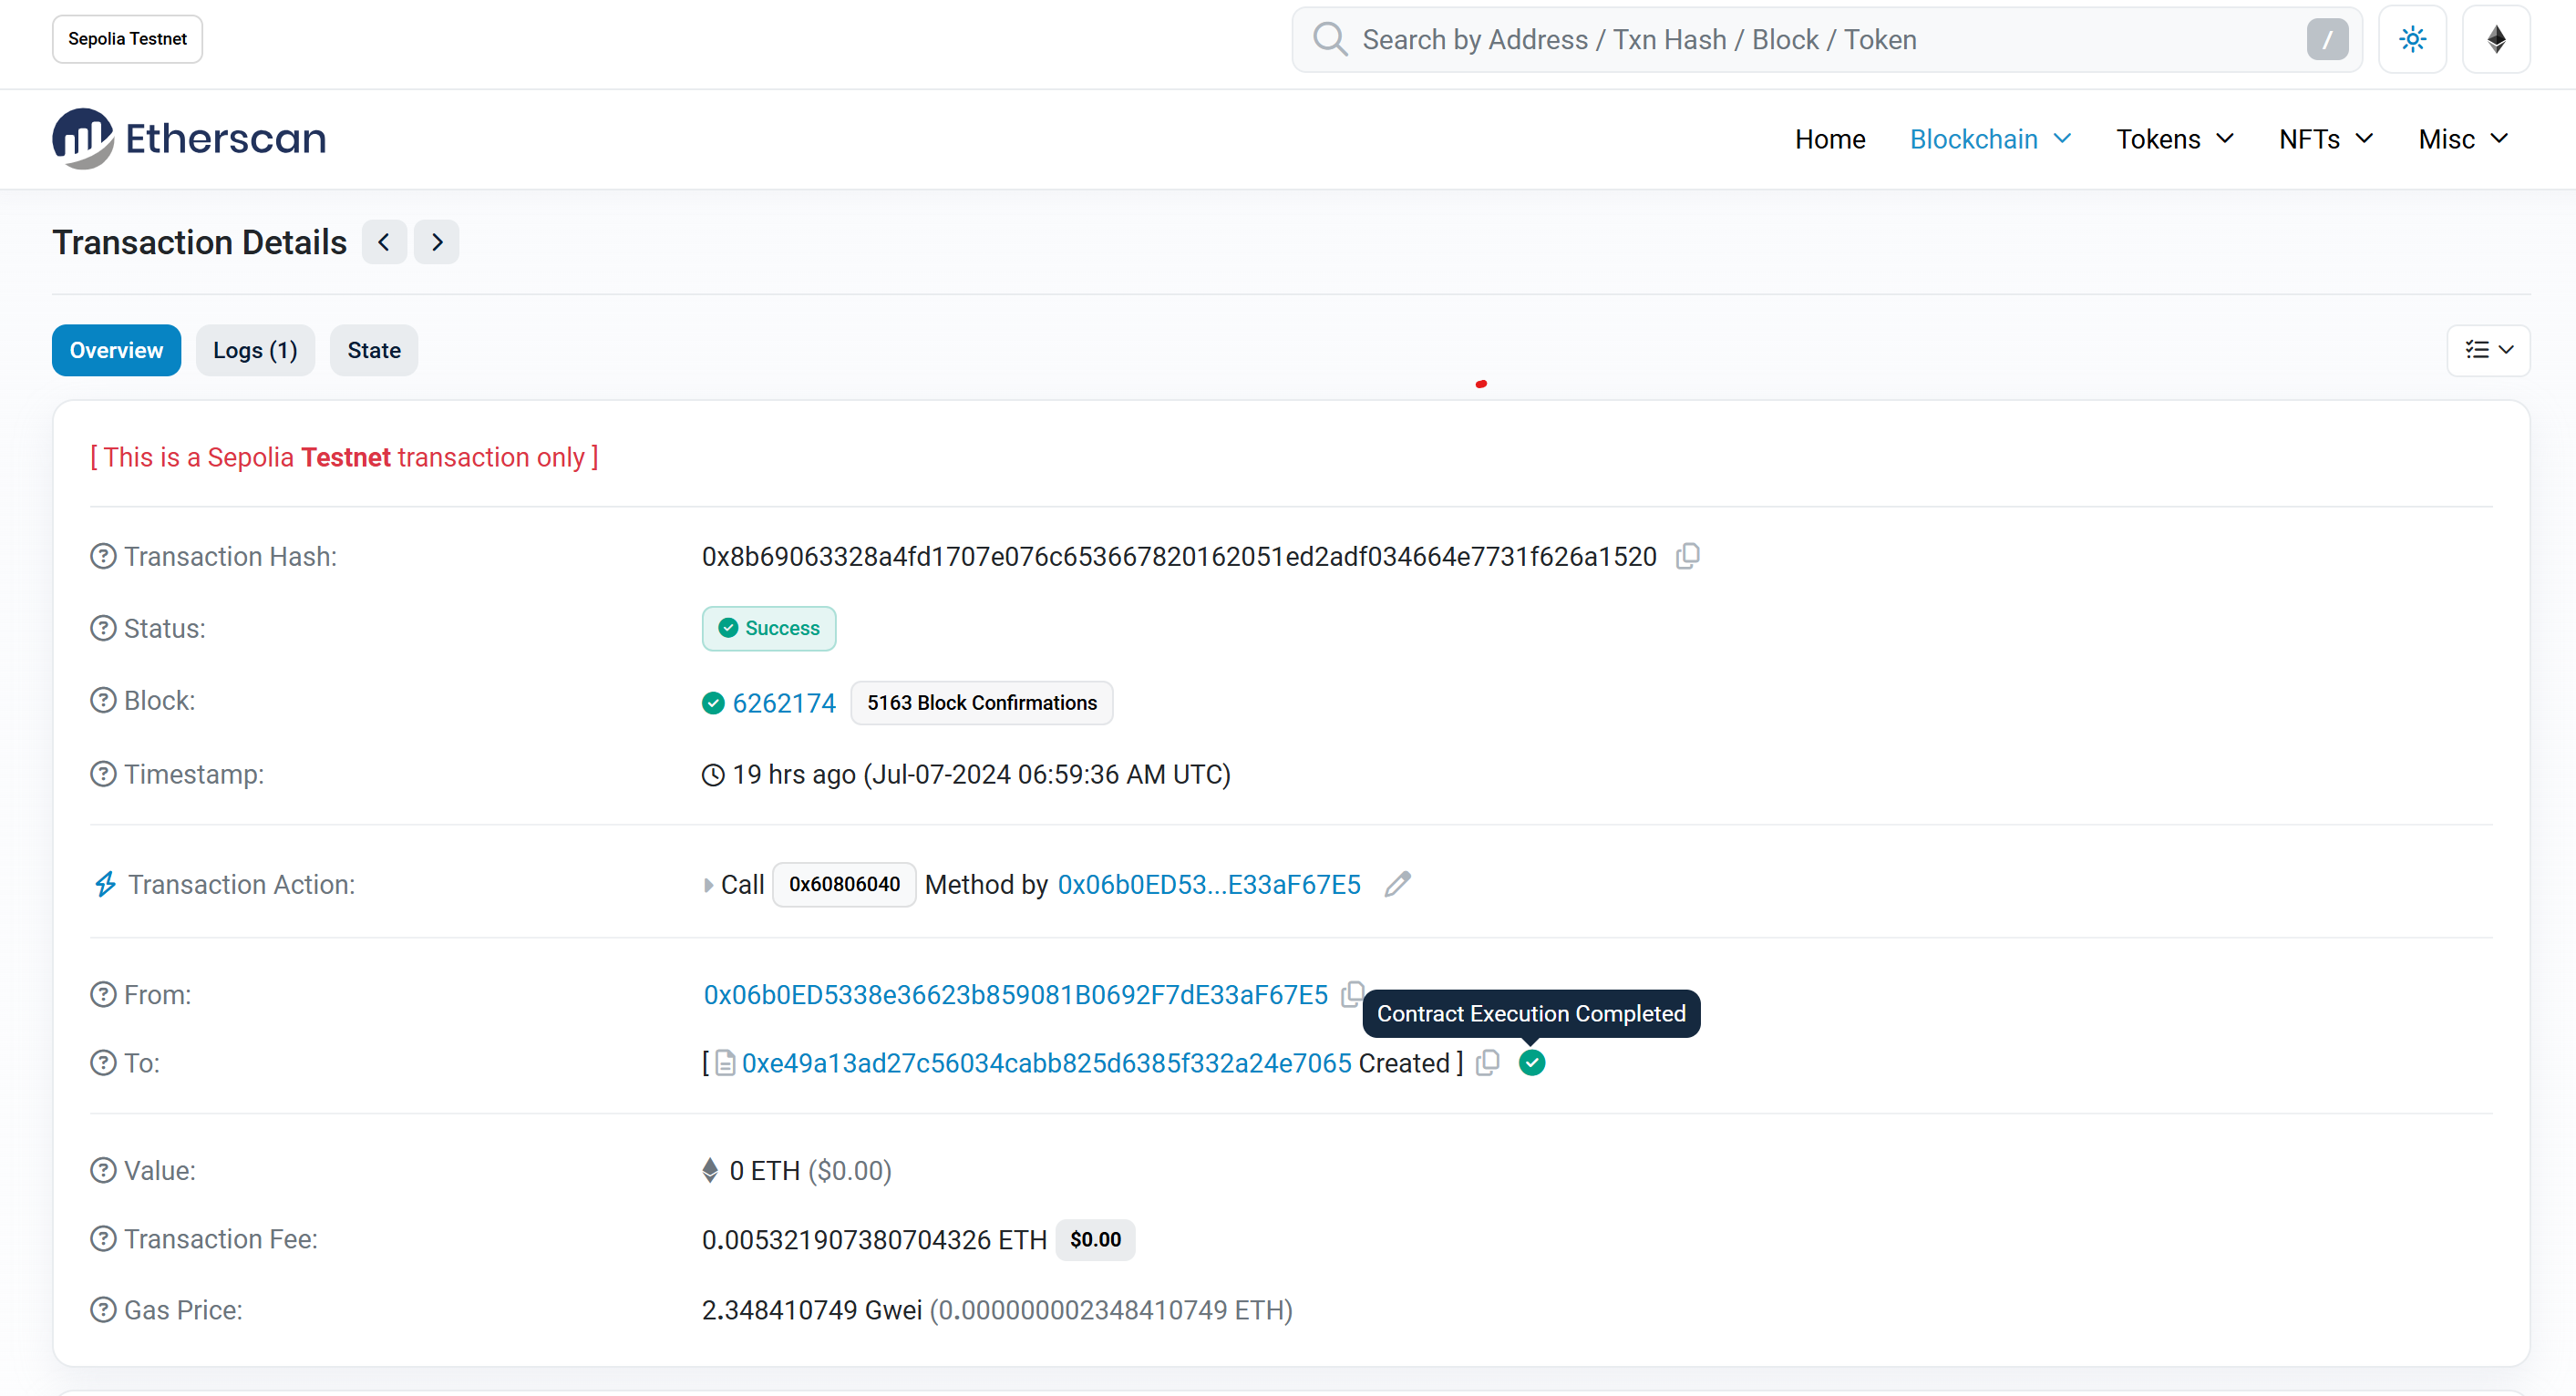 Sepolia Testnet
Search by Address / Txn Hash / Block / Token /
Etherscan
Home Blockchain Tokens NFTs Misc
Transaction Details
Overview Logs (1) State
[ This is a Sepolia Testnet transaction only ]
Transaction Hash: 0x8b69063328a4fd1707e076c653667820162051ed2adf034664e7731f626a1520
Status: Success
Block: 6262174 5163 Block Confirmations
Timestamp: 19 hrs ago (Jul-07-2024 06:59:36 AM UTC)
Transaction Action: Call 0x60806040 Method by 0x06b0ED53...E33aF67E5
From: 0x06b0ED5338e36623b859081B0692F7dE33aF67E5
Contract Execution Completed
To: [ 0xe49a13ad27c56034cabb825d6385f332a24e7065 Created ]
Value: 0 ETH ($0.00)
Transaction Fee: 0.005321907380704326 ETH $0.00
Gas Price: 2.348410749 Gwei (0.000000002348410749 ETH)